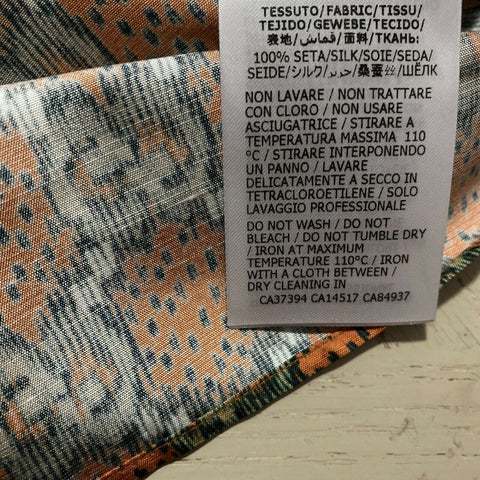 TESSUTO/FABRIC/TISSU/
TEJIDO/GEWEBE/TECIDO/
表地/قماش/面料/ТКАНЬ:
100% SETA/SILK/SOIE/SEDA/
SEIDE/シルク/حرير/桑蚕丝/ШЁЛК
NON LAVARE / NON TRATTARE
CON CLORO / NON USARE
ASCIUGATRICE / STIRARE A
TEMPERATURA MASSIMA 110
°C / STIRARE INTERPONENDO
UN PANNO / LAVARE
DELICATAMENTE A SECCO IN
TETRACLOROETILENE / SOLO
LAVAGGIO PROFESSIONALE
DO NOT WASH / DO NOT
BLEACH / DO NOT TUMBLE DRY
/ IRON AT MAXIMUM
TEMPERATURE 110°C / IRON
WITH A CLOTH BETWEEN /
DRY CLEANING IN
CA37394 CA14517 CA84937